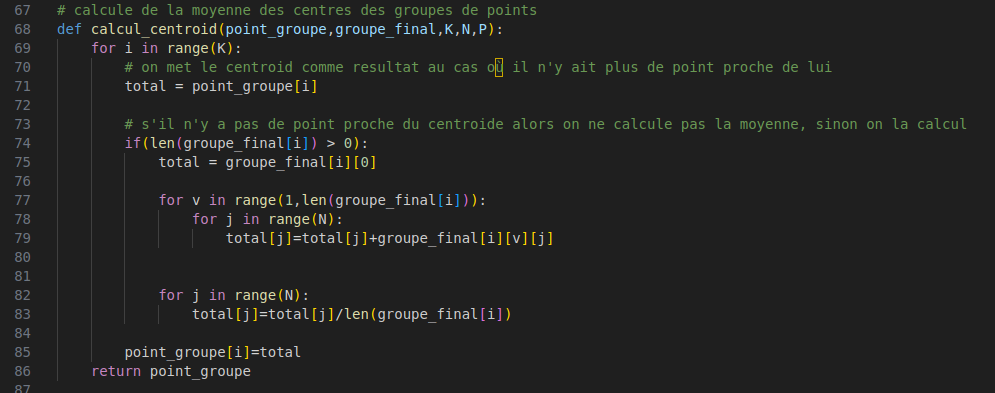 67 # calcule de la moyenne des centres des groupes de points
68 def calcul_centroid(point_groupe,groupe_final,K,N,P):
69     for i in range(K):
70         # on met le centroid comme resultat au cas où il n'y ait plus de point proche de lui
71         total = point_groupe[i]
72
73         # s'il n'y a pas de point proche du centroide alors on ne calcule pas la moyenne, sinon on la calcul
74         if(len(groupe_final[i]) > 0):
75             total = groupe_final[i][0]
76
77             for v in range(1,len(groupe_final[i])):
78                 for j in range(N):
79                     total[j]=total[j]+groupe_final[i][v][j]
80
81
82             for j in range(N):
83                 total[j]=total[j]/len(groupe_final[i])
84
85         point_groupe[i]=total
86     return point_groupe
87